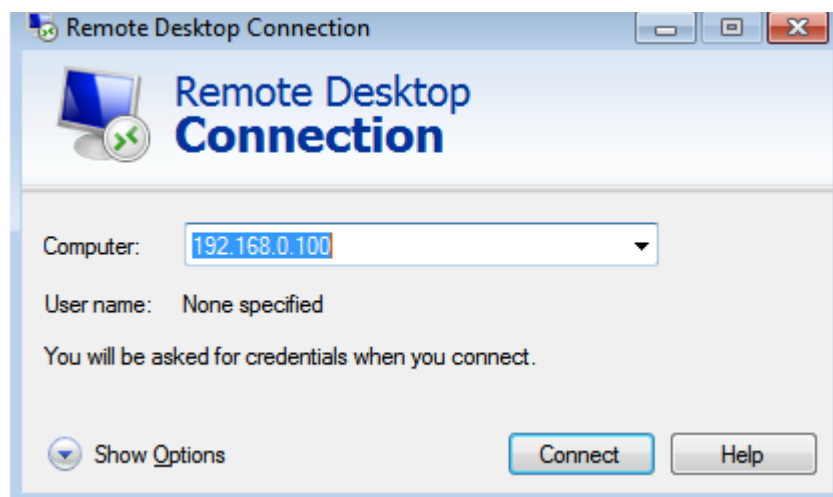 Remote Desktop Connection
Remote Desktop
Connection
Computer: 192.168.0.100
User name: None specified
You will be asked for credentials when you connect.
Show Options Connect Help